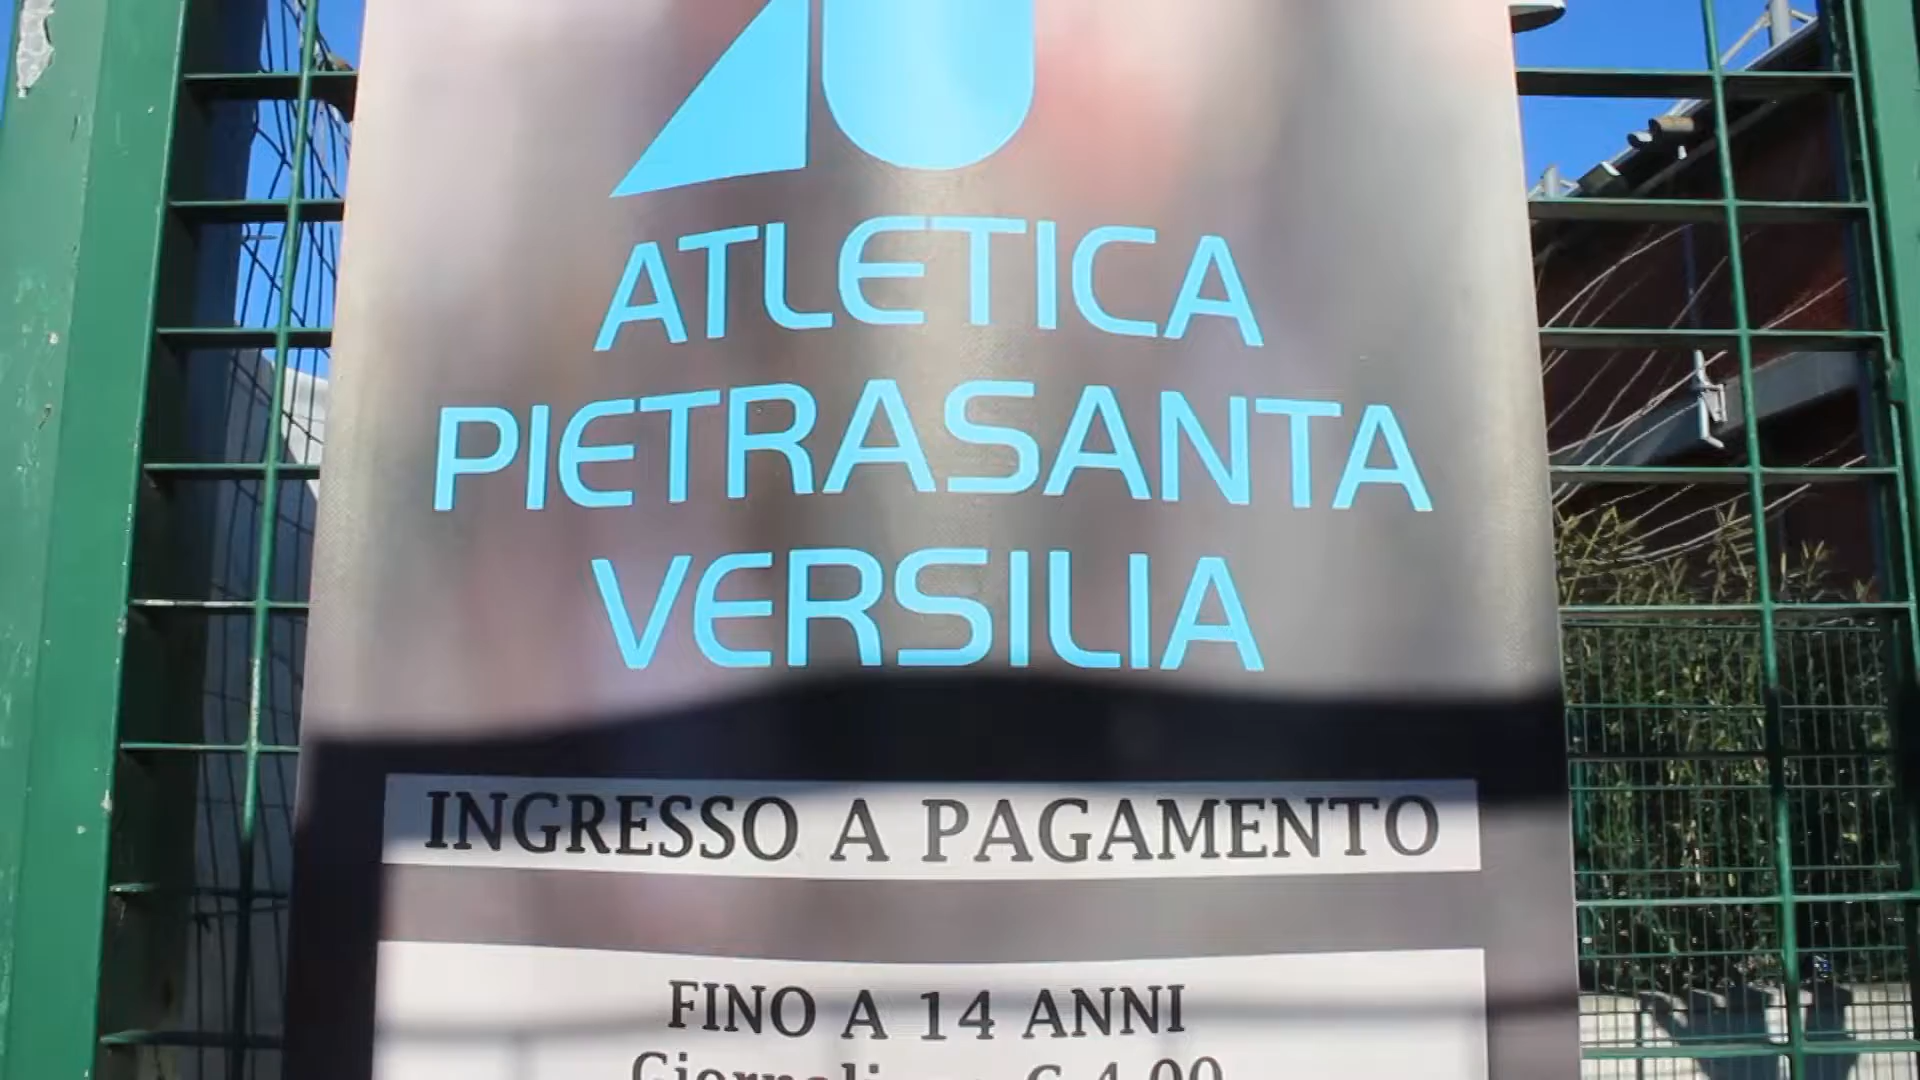 ATLETICA
PIETRASANTA
VERSILIA
INGRESSO A PAGAMENTO
FINO A 14 ANNI